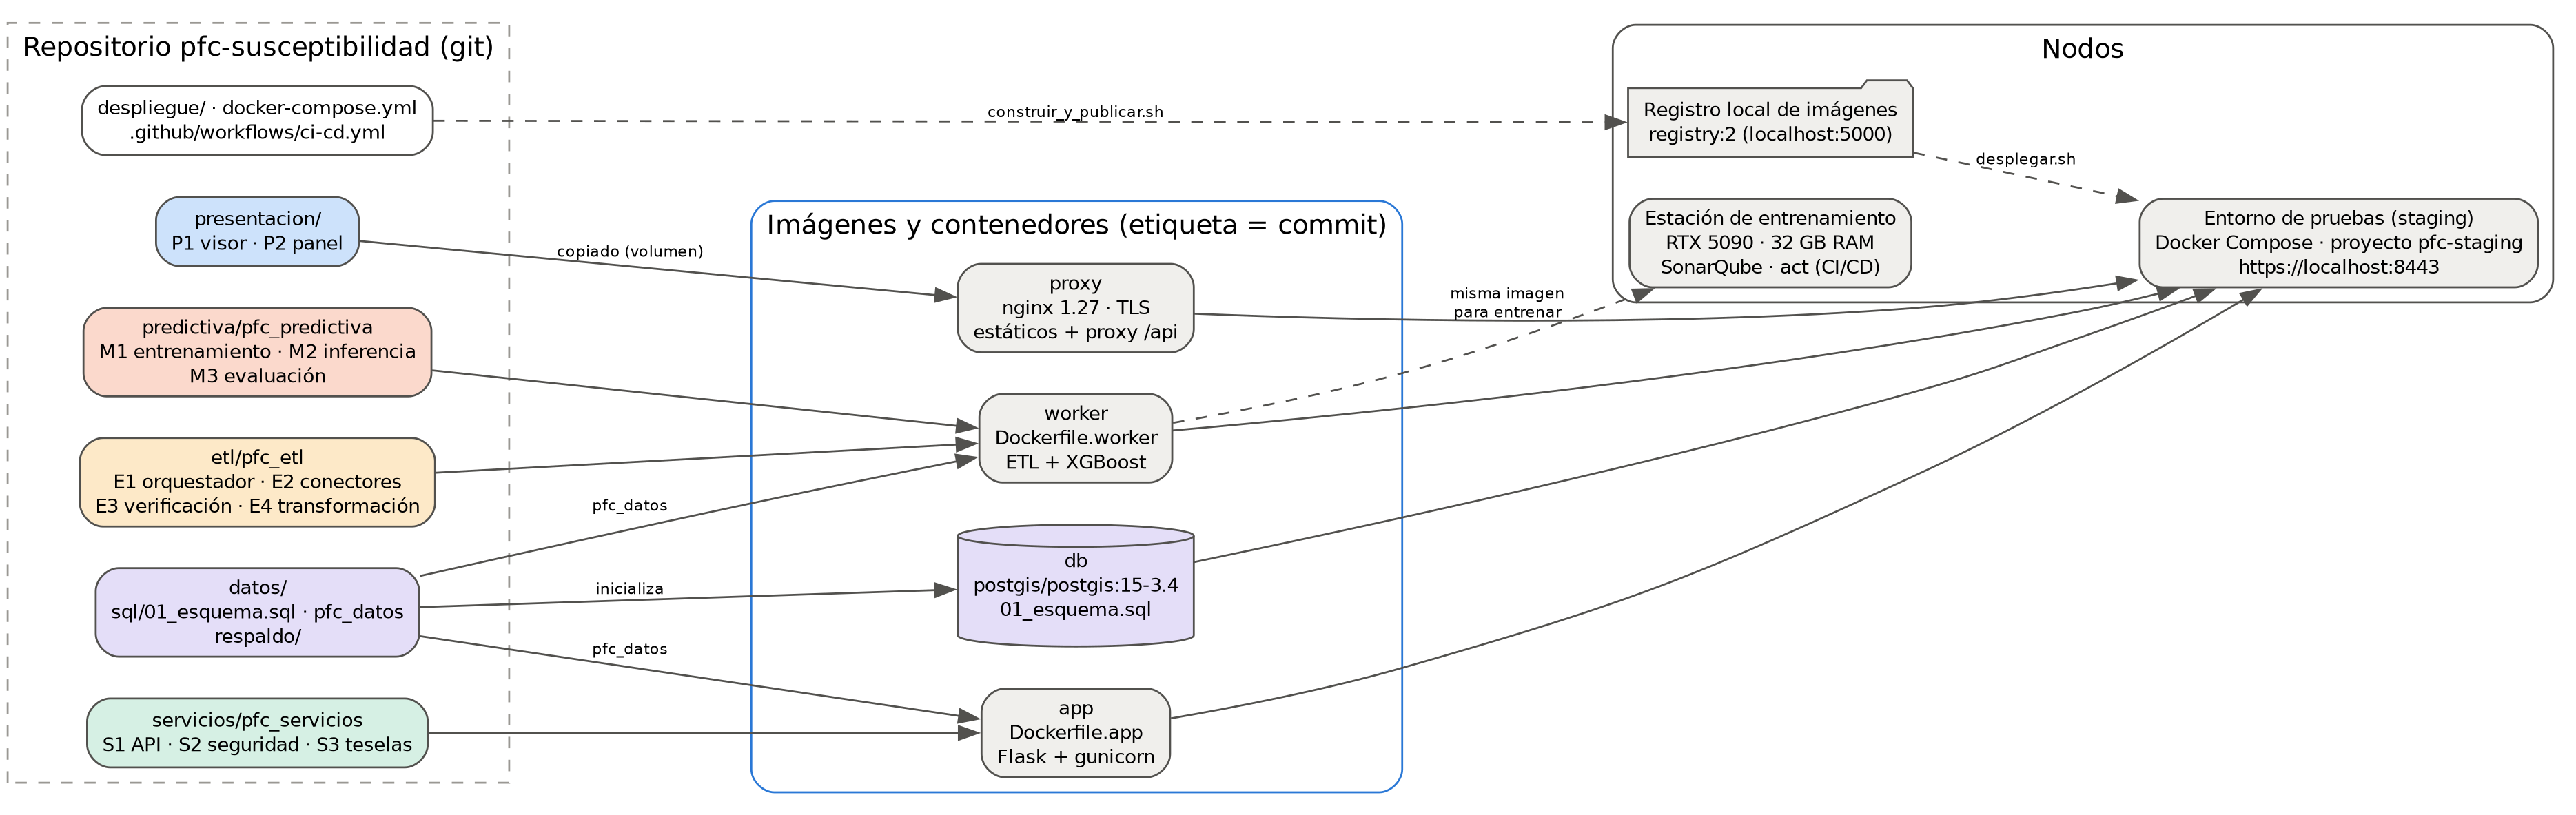 Repositorio pfc-susceptibilidad (git)
despliegue/ · docker-compose.yml
.github/workflows/ci-cd.yml
presentacion/
P1 visor · P2 panel
predictiva/pfc_predictiva
M1 entrenamiento · M2 inferencia
M3 evaluación
etl/pfc_etl
E1 orquestador · E2 conectores
E3 verificación · E4 transformación
datos/
sql/01_esquema.sql · pfc_datos
respaldo/
servicios/pfc_servicios
S1 API · S2 seguridad · S3 teselas
construir_y_publicar.sh
copiado (volumen)
pfc_datos
inicializa
pfc_datos
Imágenes y contenedores (etiqueta = commit)
proxy
nginx 1.27 · TLS
estáticos + proxy /api
worker
Dockerfile.worker
ETL + XGBoost
db
postgis/postgis:15-3.4
01_esquema.sql
app
Dockerfile.app
Flask + gunicorn
misma imagen
para entrenar
Nodos
Registro local de imágenes
registry:2 (localhost:5000)
desplegar.sh
Estación de entrenamiento
RTX 5090 · 32 GB RAM
SonarQube · act (CI/CD)
Entorno de pruebas (staging)
Docker Compose · proyecto pfc-staging
https://localhost:8443